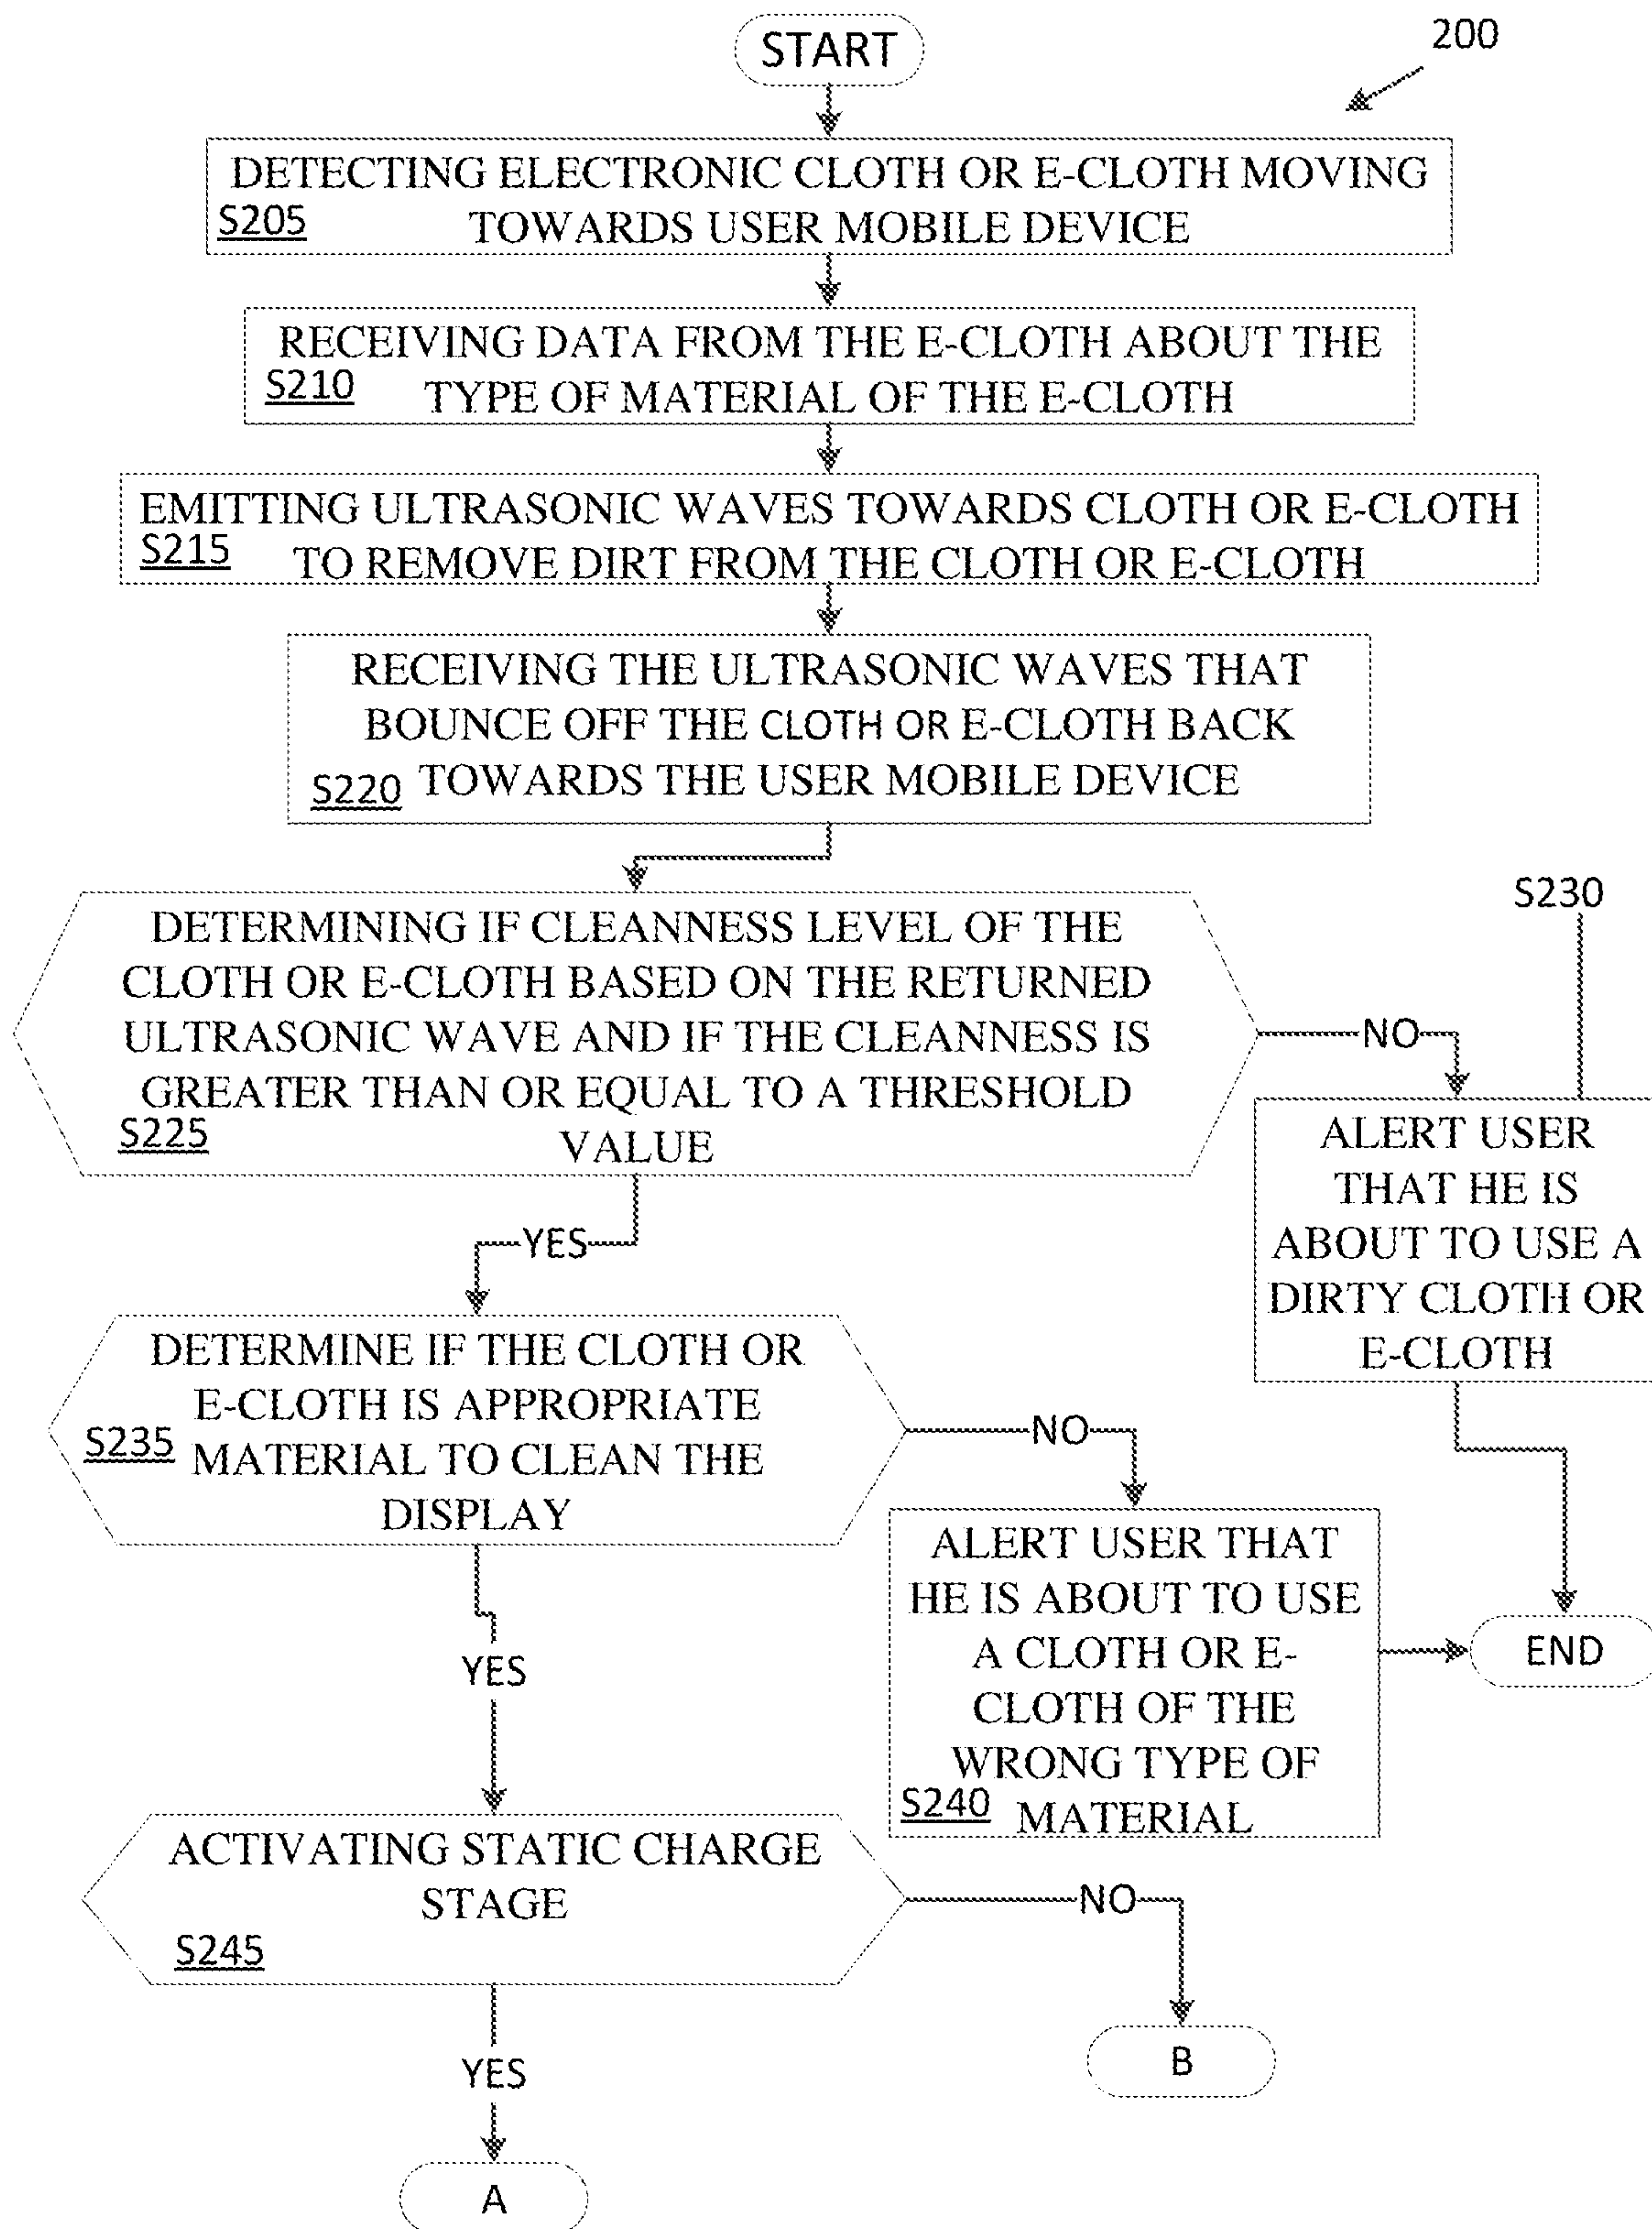 START
200
DETECTING ELECTRONIC CLOTH OR E-CLOTH MOVING
S205
TOWARDS USER MOBILE DEVICE
RECEIVING DATA FROM THE E-CLOTH ABOUT THE
S210
TYPE OF MATERIAL OF THE E-CLOTH
EMITTING ULTRASONIC WAVES TOWARDS CLOTH OR E-CLOTH
S215
TO REMOVE DIRT FROM THE CLOTH OR E-CLOTH
RECEIVING THE ULTRASONIC WAVES THAT
BOUNCE OFF THE CLOTH OR E-CLOTH BACK
S220
TOWARDS THE USER MOBILE DEVICE
DETERMINING IF CLEANNESS LEVEL OF THE
CLOTH OR E-CLOTH BASED ON THE RETURNED
ULTRASONIC WAVE AND IF THE CLEANNESS IS
GREATER THAN OR EQUAL TO A THRESHOLD
S225
VALUE
NO
S230
ALERT USER
THAT HE IS
ABOUT TO USE A
DIRTY CLOTH OR
E-CLOTH
YES
DETERMINE IF THE CLOTH OR
E-CLOTH IS APPROPRIATE
S235
MATERIAL TO CLEAN THE
DISPLAY
NO
ALERT USER THAT
HE IS ABOUT TO USE
A CLOTH OR E-
CLOTH OF THE
WRONG TYPE OF
S240
MATERIAL
END
YES
ACTIVATING STATIC CHARGE
STAGE
S245
NO
B
YES
A